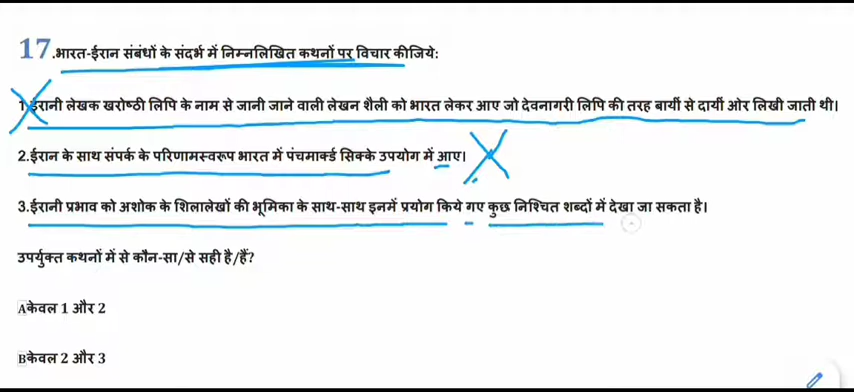 17.भारत-ईरान संबंधों के संदर्भ में निम्नलिखित कथनों पर विचार कीजिये:
1.ईरानी लेखक खरोष्ठी लिपि के नाम से जानी जाने वाली लेखन शैली को भारत लेकर आए जो देवनागरी लिपि की तरह बायीं से दायीं ओर लिखी जाती थी।
2.ईरान के साथ संपर्क के परिणामस्वरूप भारत में पंचमार्क्ड सिक्के उपयोग में आए।
3.ईरानी प्रभाव को अशोक के शिलालेखों की भूमिका के साथ-साथ इनमें प्रयोग किये गए कुछ निश्चित शब्दों में देखा जा सकता है।
उपर्युक्त कथनों में से कौन-सा/से सही है/हैं?
Aकेवल 1 और 2
Bकेवल 2 और 3